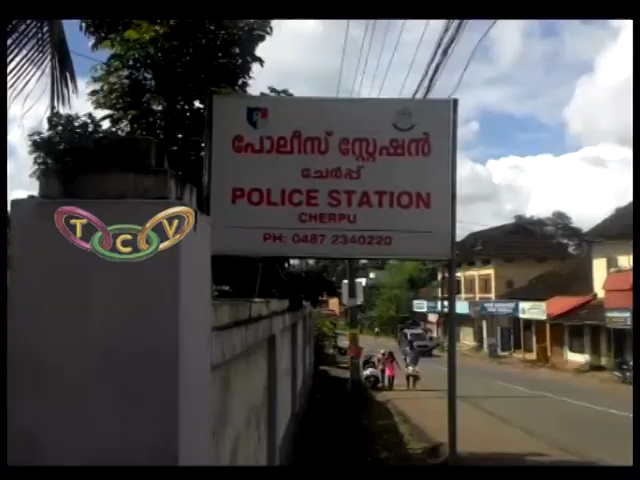 പോലീസ് സ്റ്റേഷൻ
ചേർപ്പ്
POLICE STATION
CHERPU
PH: 0487 2340220
TCV